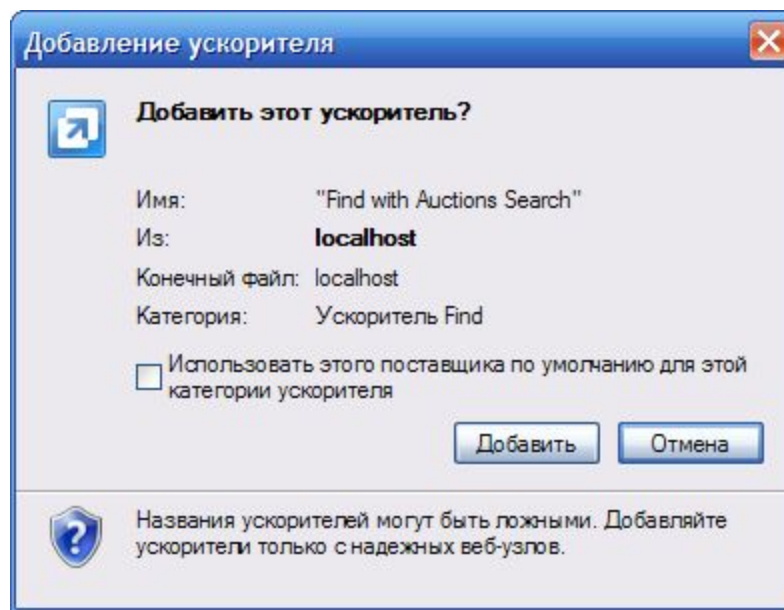 Добавление ускорителя
Добавить этот ускоритель?
Имя: "Find with Auctions Search"
Из: localhost
Конечный файл: localhost
Категория: Ускоритель Find
Использовать этого поставщика по умолчанию для этой
категории ускорителя
Добавить Отмена
Названия ускорителей могут быть ложными. Добавляйте
ускорители только с надежных веб-узлов.